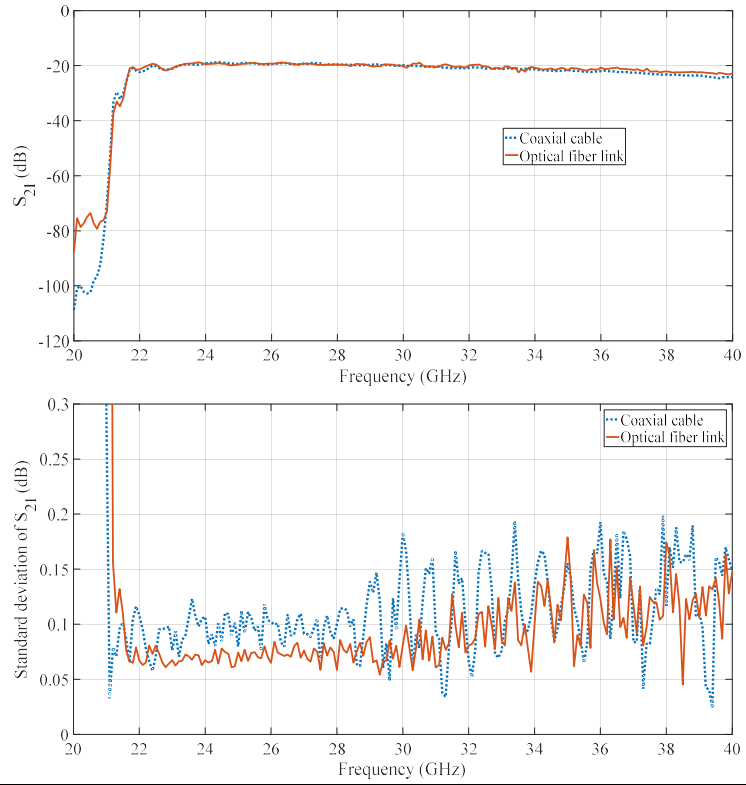 0
-20
-40
-60
-80
-100
-120
S21 (dB)
Coaxial cable
Optical fiber link
20 22 24 26 28 30 32 34 36 38 40
Frequency (GHz)
0.3
0.25
0.2
0.15
0.1
0.05
0
Standard deviation of S21 (dB)
Coaxial cable
Optical fiber link
20 22 24 26 28 30 32 34 36 38 40
Frequency (GHz)